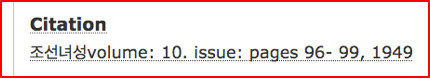 Citation
조선녀성volume: 10. issue: pages 96- 99, 1949